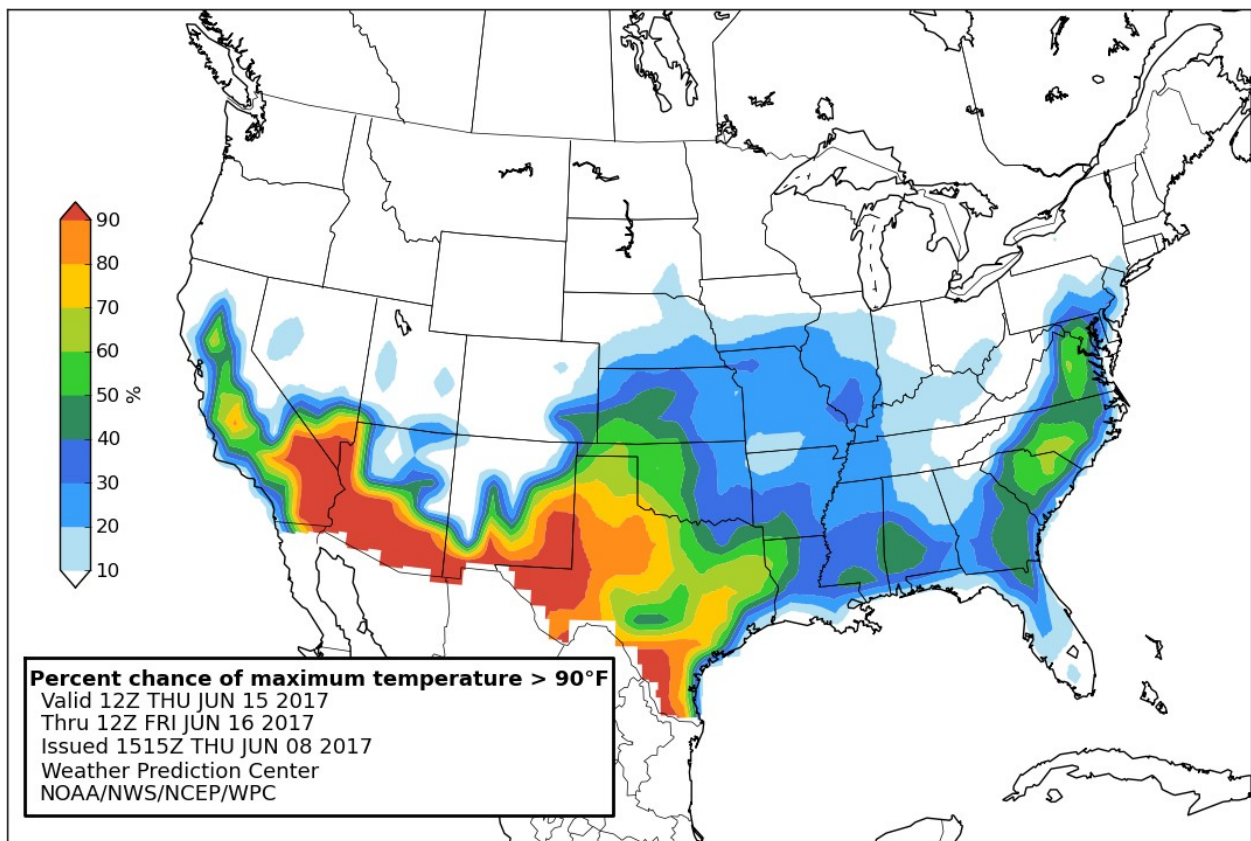 90
80
70
60
50
40
30
20
10
%
Percent chance of maximum temperature > 90°F
Valid 12Z THU JUN 15 2017
Thru 12Z FRI JUN 16 2017
Issued 1515Z THU JUN 08 2017
Weather Prediction Center
NOAA/NWS/NCEP/WPC